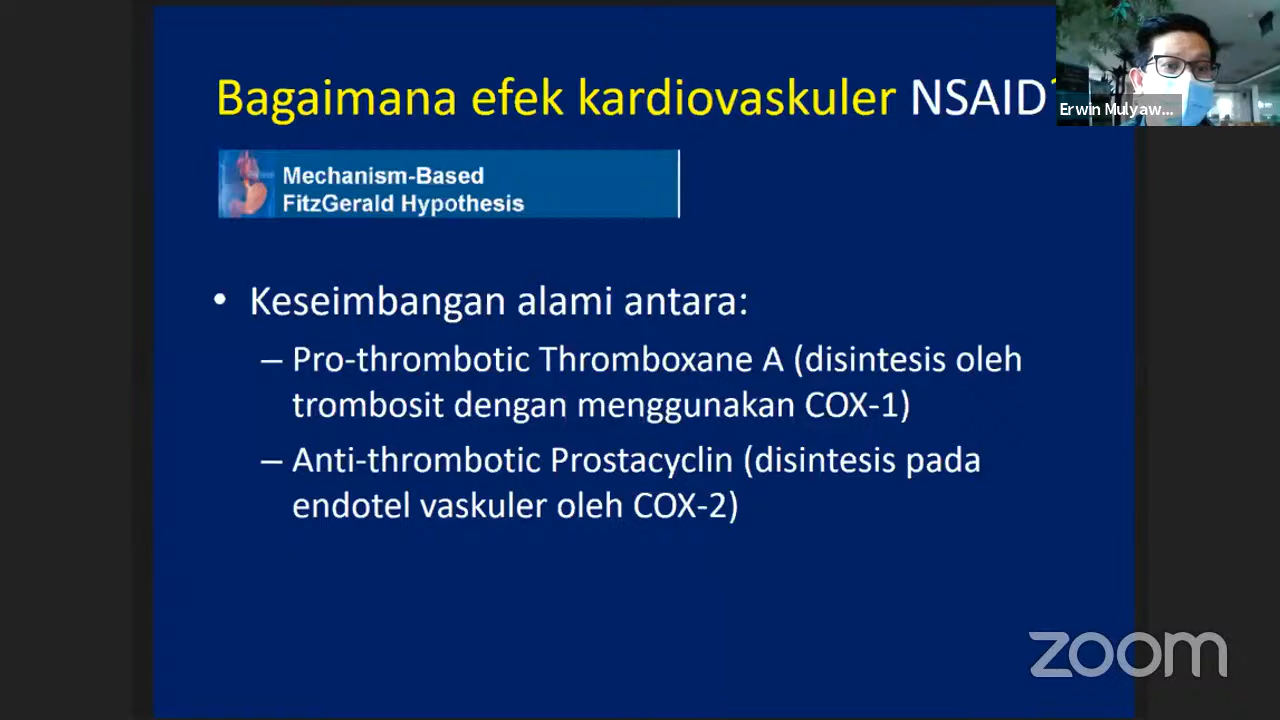 Bagaimana efek kardiovaskuler NSAID?
Erwin Mulyaw...
Mechanism-Based
FitzGerald Hypothesis
• Keseimbangan alami antara:
– Pro-thrombotic Thromboxane A (disintesis oleh
trombosit dengan menggunakan COX-1)
– Anti-thrombotic Prostacyclin (disintesis pada
endotel vaskuler oleh COX-2)
zoom